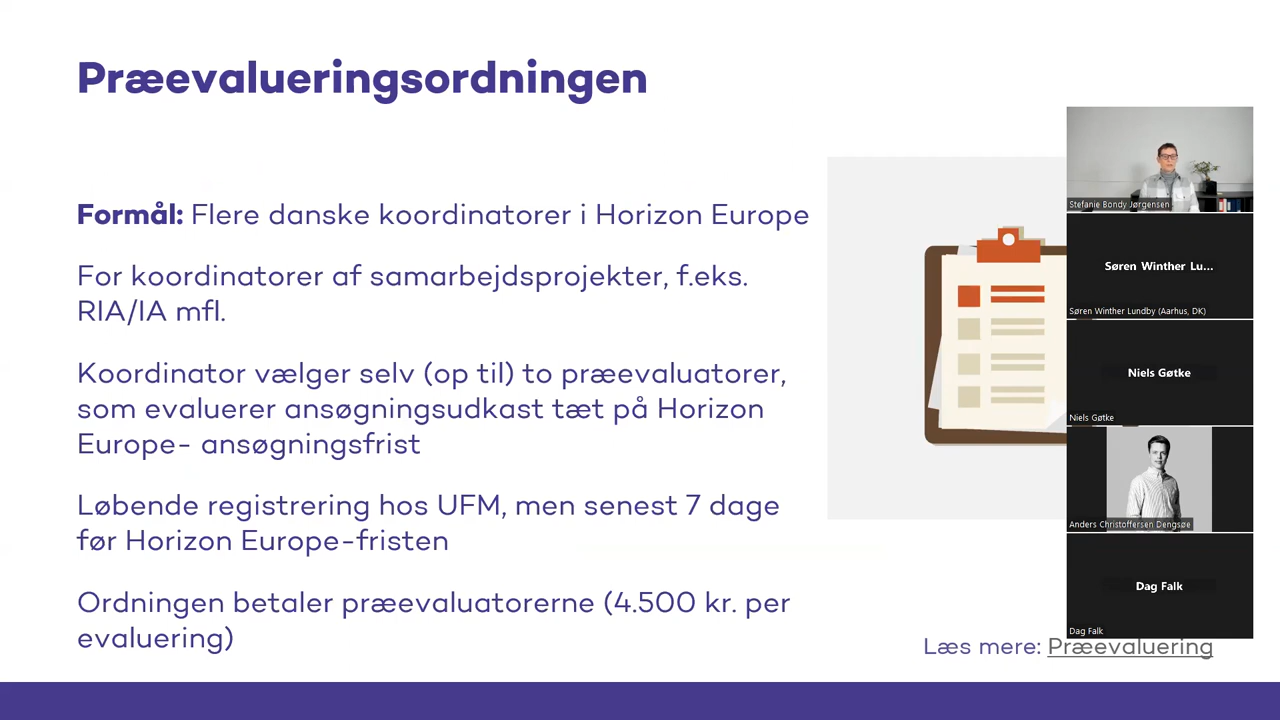 Præevalueringsordningen
Formål: Flere danske koordinatorer i Horizon Europe
For koordinatorer af samarbejdsprojekter, f.eks.
RIA/IA mfl.
Koordinator vælger selv (op til) to præevaluatorer,
som evaluerer ansøgningsudkast tæt på Horizon
Europe- ansøgningsfrist
Løbende registrering hos UFM, men senest 7 dage
før Horizon Europe-fristen
Ordningen betaler præevaluatorerne (4.500 kr. per
evaluering)
Læs mere: Præevaluering
Stefanie Bondy Jørgensen
Søren Winther Lu...
Søren Winther Lundby (Aarhus, DK)
Niels Gøtke
Niels Gøtke
Anders Christoffersen Dengsøe
Dag Falk
Dag Falk